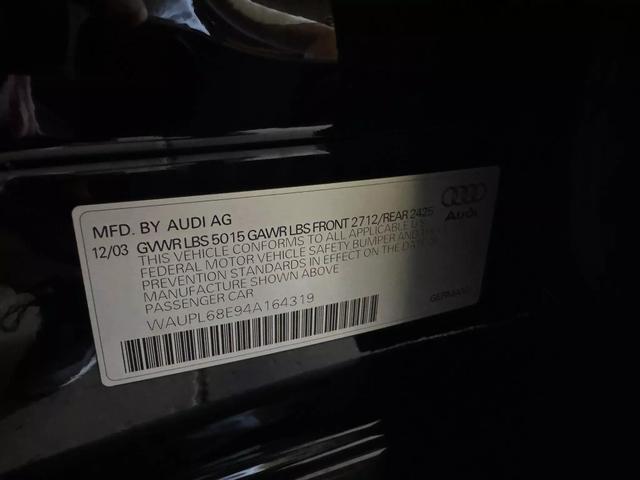 MFD. BY AUDI AG
12/03 GVWR LBS 5015 GAWR LBS FRONT 2712/REAR 2425
THIS VEHICLE CONFORMS TO ALL APPLICABLE U.S.
FEDERAL MOTOR VEHICLE SAFETY BUMPER AND THEFT
PREVENTION STANDARDS IN EFFECT ON THE DATE OF
MANUFACTURE SHOWN ABOVE
PASSENGER CAR
WAUPL68E94A164319
Audi
GERMANY